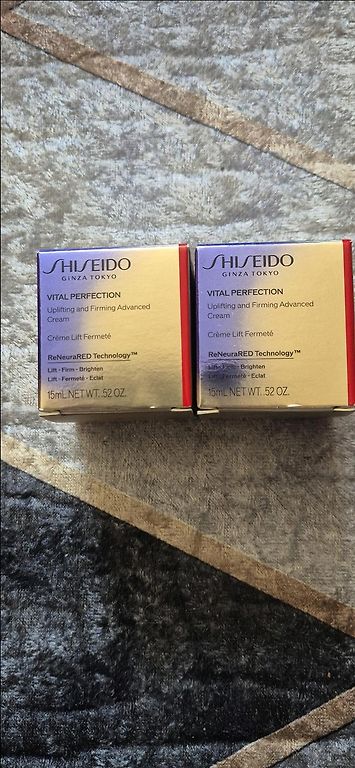 SHISEIDO
GINZA TOKYO
VITAL PERFECTION
Uplifting and Firming Advanced
Cream
Crème Lift Fermeté
ReNeuraRED Technology™
Lift • Firm • Brighten
Lift • Fermeté • Eclat
15mL NET WT. .52 OZ.
SHISEIDO
GINZA TOKYO
VITAL PERFECTION
Uplifting and Firming Advanced
Cream
Crème Lift Fermeté
ReNeuraRED Technology™
Lift • Firm • Brighten
Lift • Fermeté • Eclat
15mL NET WT. .52 OZ.